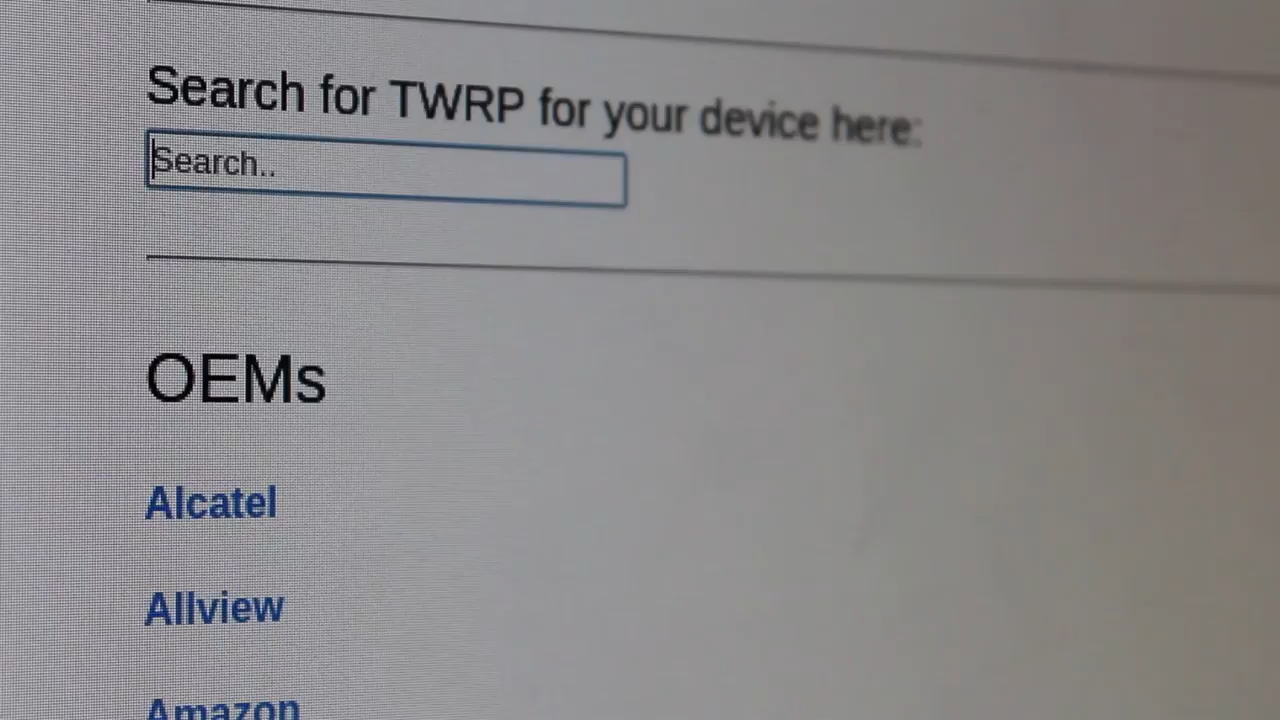 Search for TWRP for your device here:
Search..
OEMs
Alcatel
Allview
Amazon